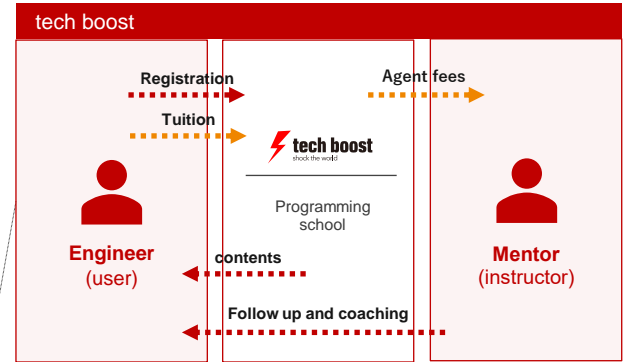 tech boost
Registration
Agent fees
Tuition
tech boost
shock the world
Programming
school
Engineer
(user)
Mentor
(instructor)
contents
Follow up and coaching